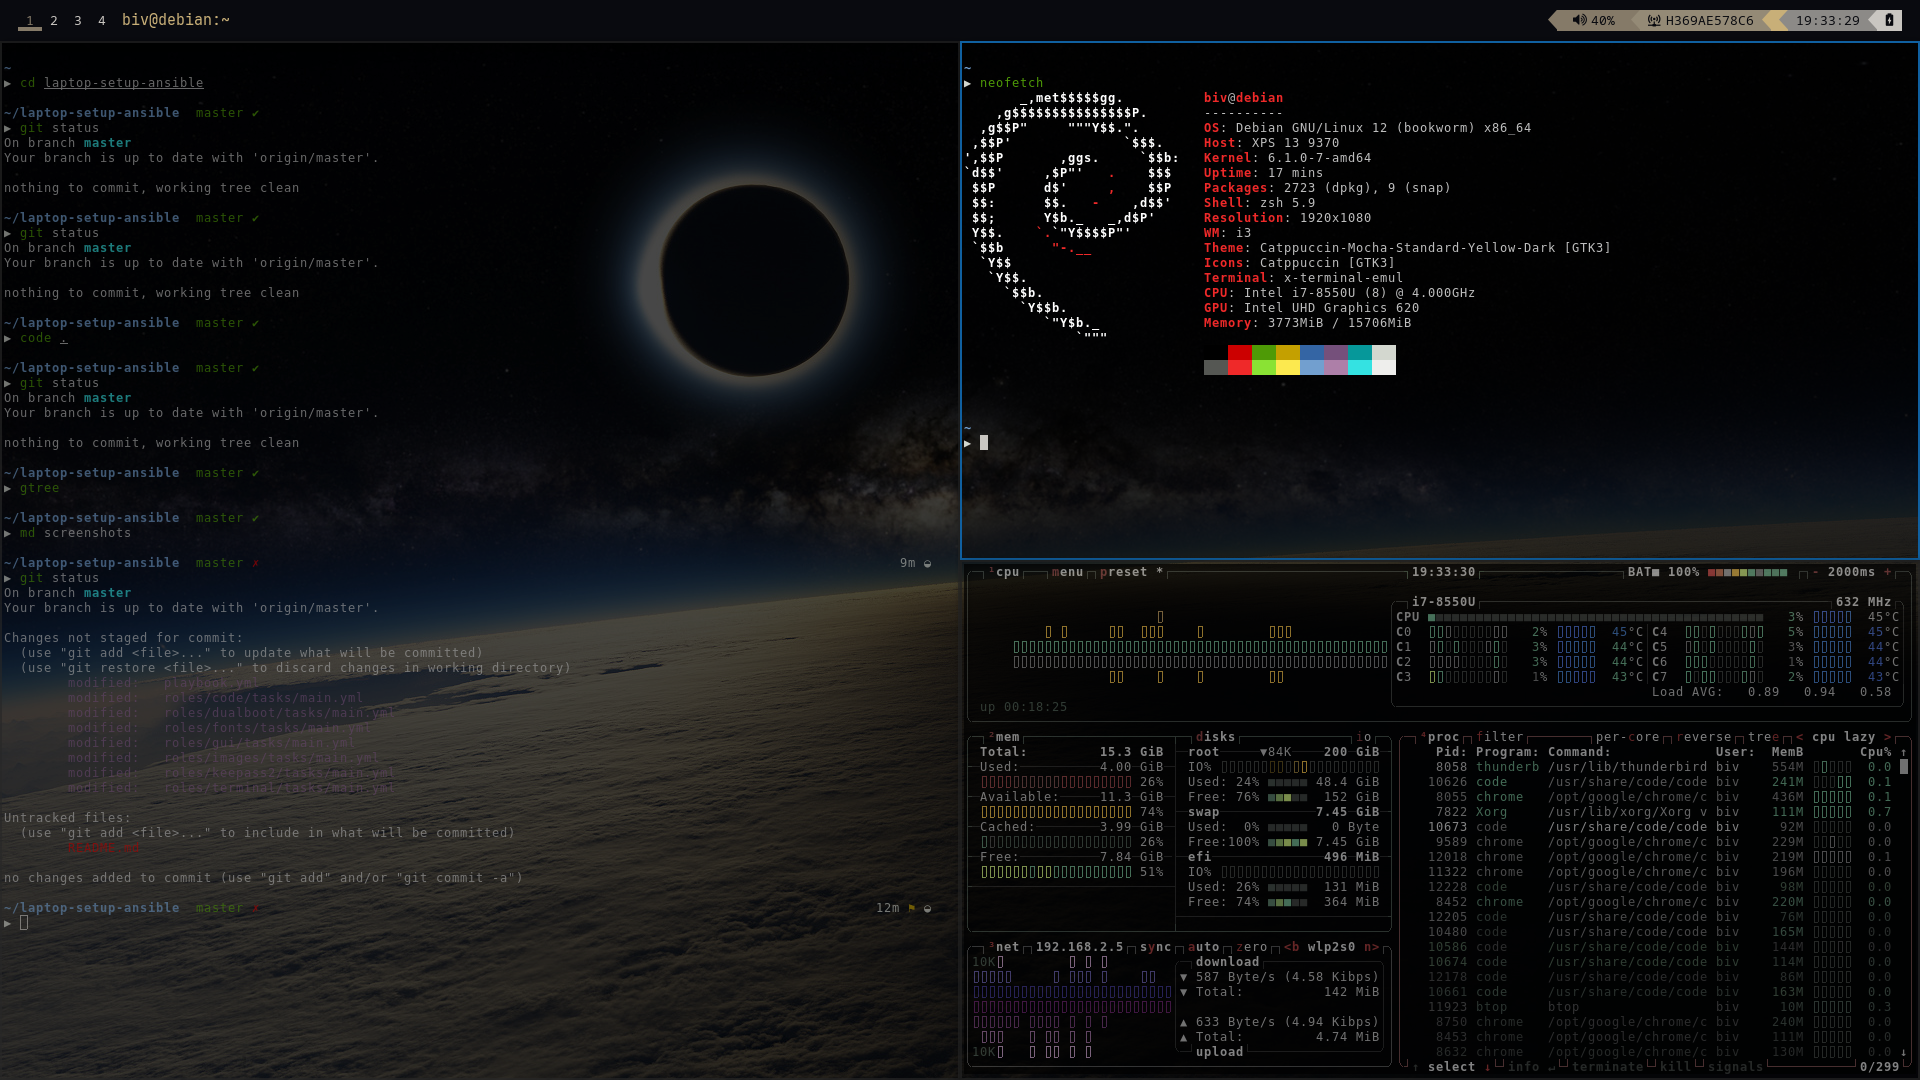 1 2 3 4 biv@debian:~
40% H369AE578C6 19:33:29
~
▶ cd laptop-setup-ansible
~/laptop-setup-ansible master ✔
▶ git status
On branch master
Your branch is up to date with 'origin/master'.
nothing to commit, working tree clean
~/laptop-setup-ansible master ✔
▶ git status
On branch master
Your branch is up to date with 'origin/master'.
nothing to commit, working tree clean
~/laptop-setup-ansible master ✔
▶ code .
~/laptop-setup-ansible master ✔
▶ git status
On branch master
Your branch is up to date with 'origin/master'.
nothing to commit, working tree clean
~/laptop-setup-ansible master ✔
▶ gtree
~/laptop-setup-ansible master ✔
▶ md screenshots
~/laptop-setup-ansible master ✗ 9m
▶ git status
On branch master
Your branch is up to date with 'origin/master'.
Changes not staged for commit:
(use "git add <file>..." to update what will be committed)
(use "git restore <file>..." to discard changes in working directory)
modified: playbook.yml
modified: roles/code/tasks/main.yml
modified: roles/dualboot/tasks/main.yml
modified: roles/fonts/tasks/main.yml
modified: roles/gui/tasks/main.yml
modified: roles/images/tasks/main.yml
modified: roles/keepass2/tasks/main.yml
modified: roles/terminal/tasks/main.yml
Untracked files:
(use "git add <file>..." to include in what will be committed)
no changes added to commit (use "git add" and/or "git commit -a")
~/laptop-setup-ansible master ✗ 12m
▶
~
▶ neofetch
_,met$$$$$gg.
,g$$$$$$$$$$$$$$$P.
,g$$P" """Y$$.".
,$$P' `$$$.
',$$P ,ggs. `$$b:
`d$$' ,$P"' . $$$
$$P d$' , $$P
$$: $$. - ,d$$'
$$; Y$b._ _,d$P'
Y$$. `.`"Y$$$$P"'
`$$b "-.__
`Y$$
`Y$$.
`$$b.
`Y$$b.
`"Y$b._
`"""
biv@debian
----------
OS: Debian GNU/Linux 12 (bookworm) x86_64
Host: XPS 13 9370
Kernel: 6.1.0-7-amd64
Uptime: 17 mins
Packages: 2723 (dpkg), 9 (snap)
Shell: zsh 5.9
Resolution: 1920x1080
WM: i3
Theme: Catppuccin-Mocha-Standard-Yellow-Dark [GTK3]
Icons: Catppuccin [GTK3]
Terminal: x-terminal-emul
CPU: Intel i7-8550U (8) @ 4.000GHz
GPU: Intel UHD Graphics 620
Memory: 3773MiB / 15706MiB
~
▶
¹cpu menu preset * 19:33:30 BAT■ 100% - 2000ms +
i7-8550U 632 MHz
CPU 3% 45°C
C0 2% 45°C C4 5% 45°C
C1 3% 44°C C5 3% 44°C
C2 3% 44°C C6 1% 44°C
C3 1% 43°C C7 2% 43°C
Load AVG: 0.89 0.94 0.58
up 00:18:25
²mem
Total: 15.3 GiB
Used: 4.00 GiB
26%
Available: 11.3 GiB
74%
Cached: 3.99 GiB
26%
Free: 7.84 GiB
51%
disks io
root ▼84K 200 GiB
IO%
Used: 24% 48.4 GiB
Free: 76% 152 GiB
swap 7.45 GiB
Used: 0% 0 Byte
Free:100% 7.45 GiB
efi 496 MiB
IO%
Used: 26% 131 MiB
Free: 74% 364 MiB
³net 192.168.2.5 sync auto zero <b wlp2s0 n>
10K
download
▼ 587 Byte/s (4.58 Kibps)
▼ Total: 142 MiB
▲ 633 Byte/s (4.94 Kibps)
▲ Total: 4.74 MiB
10K
upload
⁴proc filter per-core reverse tree < cpu lazy >
Pid: Program: Command: User: MemB Cpu% ↑
8058 thunderb /usr/lib/thunderbird biv 554M 0.0
10626 code /usr/share/code/code biv 241M 0.1
8055 chrome /opt/google/chrome/c biv 436M 0.1
7822 Xorg /usr/lib/xorg/Xorg v biv 111M 0.7
10673 code /usr/share/code/code biv 92M 0.0
9589 chrome /opt/google/chrome/c biv 229M 0.0
12018 chrome /opt/google/chrome/c biv 219M 0.1
11322 chrome /opt/google/chrome/c biv 196M 0.0
12228 code /usr/share/code/code biv 98M 0.0
8452 chrome /opt/google/chrome/c biv 220M 0.0
12205 code /usr/share/code/code biv 76M 0.0
10480 code /usr/share/code/code biv 165M 0.0
10586 code /usr/share/code/code biv 144M 0.0
10674 code /usr/share/code/code biv 114M 0.0
12178 code /usr/share/code/code biv 86M 0.0
10661 code /usr/share/code/code biv 163M 0.0
11923 btop btop biv 10M 0.3
8750 chrome /opt/google/chrome/c biv 240M 0.0
8453 chrome /opt/google/chrome/c biv 111M 0.0
8632 chrome /opt/google/chrome/c biv 130M 0.0 ↓
↑ select ↓ info ↵ terminate kill signals 0/299